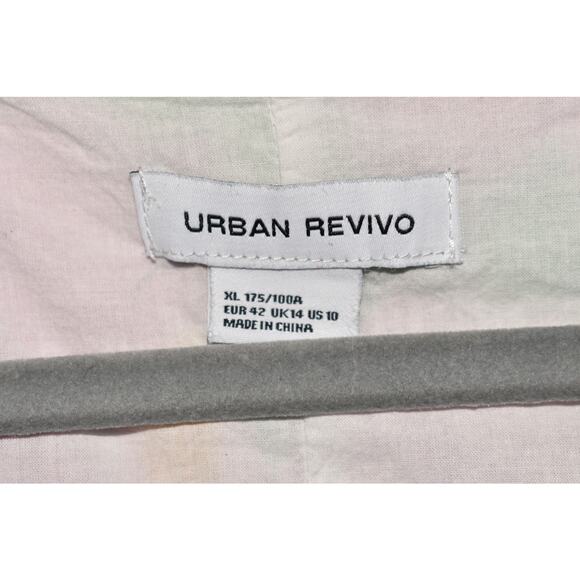 URBAN REVIVO
XL 175/100A
EUR 42 UK14 US 10
MADE IN CHINA